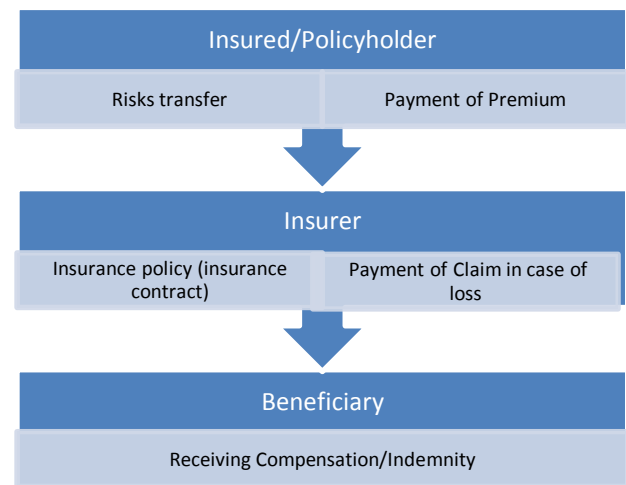 Insured/Policyholder
Risks transfer
Payment of Premium
Insurer
Insurance policy (insurance
contract)
Payment of Claim in case of
loss
Beneficiary
Receiving Compensation/Indemnity